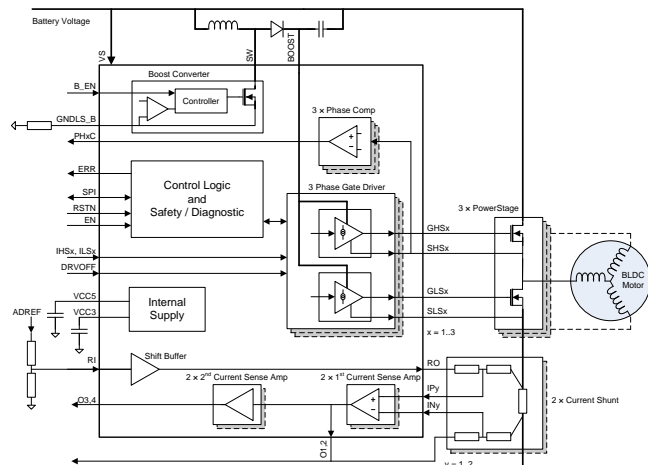 Battery Voltage
VS
SW
BOOST
Boost Converter
B_EN
Controller
GNDLS_B
3 × Phase Comp
PHxC
ERR
SPI
RSTN
EN
Control Logic
and
Safety / Diagnostic
3 Phase Gate Driver
3 × PowerStage
GHSx
SHSx
IHSx, ILSx
DRVOFF
GLSx
SLSx
BLDC
Motor
VCC5
VCC3
Internal
Supply
x = 1..3
ADREF
RI
Shift Buffer
RO
2 × 2nd Current Sense Amp
2 × 1st Current Sense Amp
IPy
INy
2 × Current Shunt
O3,4
O1,2
y = 1..2